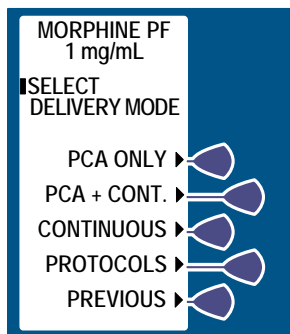 MORPHINE PF
1 mg/mL
SELECT
DELIVERY MODE
PCA ONLY
PCA + CONT.
CONTINUOUS
PROTOCOLS
PREVIOUS